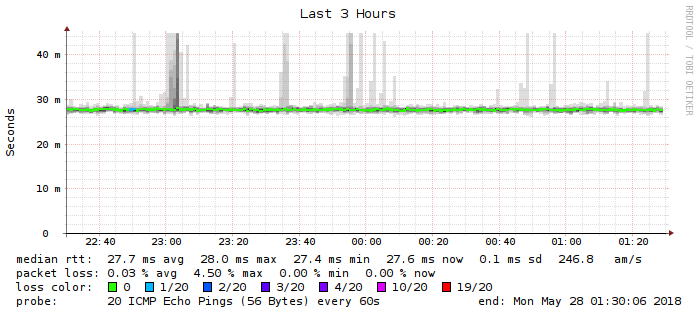 Last 3 Hours
RRDTOOL / TOBI OETIKER
Seconds
40 m
30 m
20 m
10 m
0
22:40 23:00 23:20 23:40 00:00 00:20 00:40 01:00 01:20
median rtt: 27.7 ms avg 28.0 ms max 27.4 ms min 27.6 ms now 0.1 ms sd 246.8 am/s
packet loss: 0.03 % avg 4.50 % max 0.00 % min 0.00 % now
loss color: 0 1/20 2/20 3/20 4/20 10/20 19/20
probe: 20 ICMP Echo Pings (56 Bytes) every 60s end: Mon May 28 01:30:06 2018